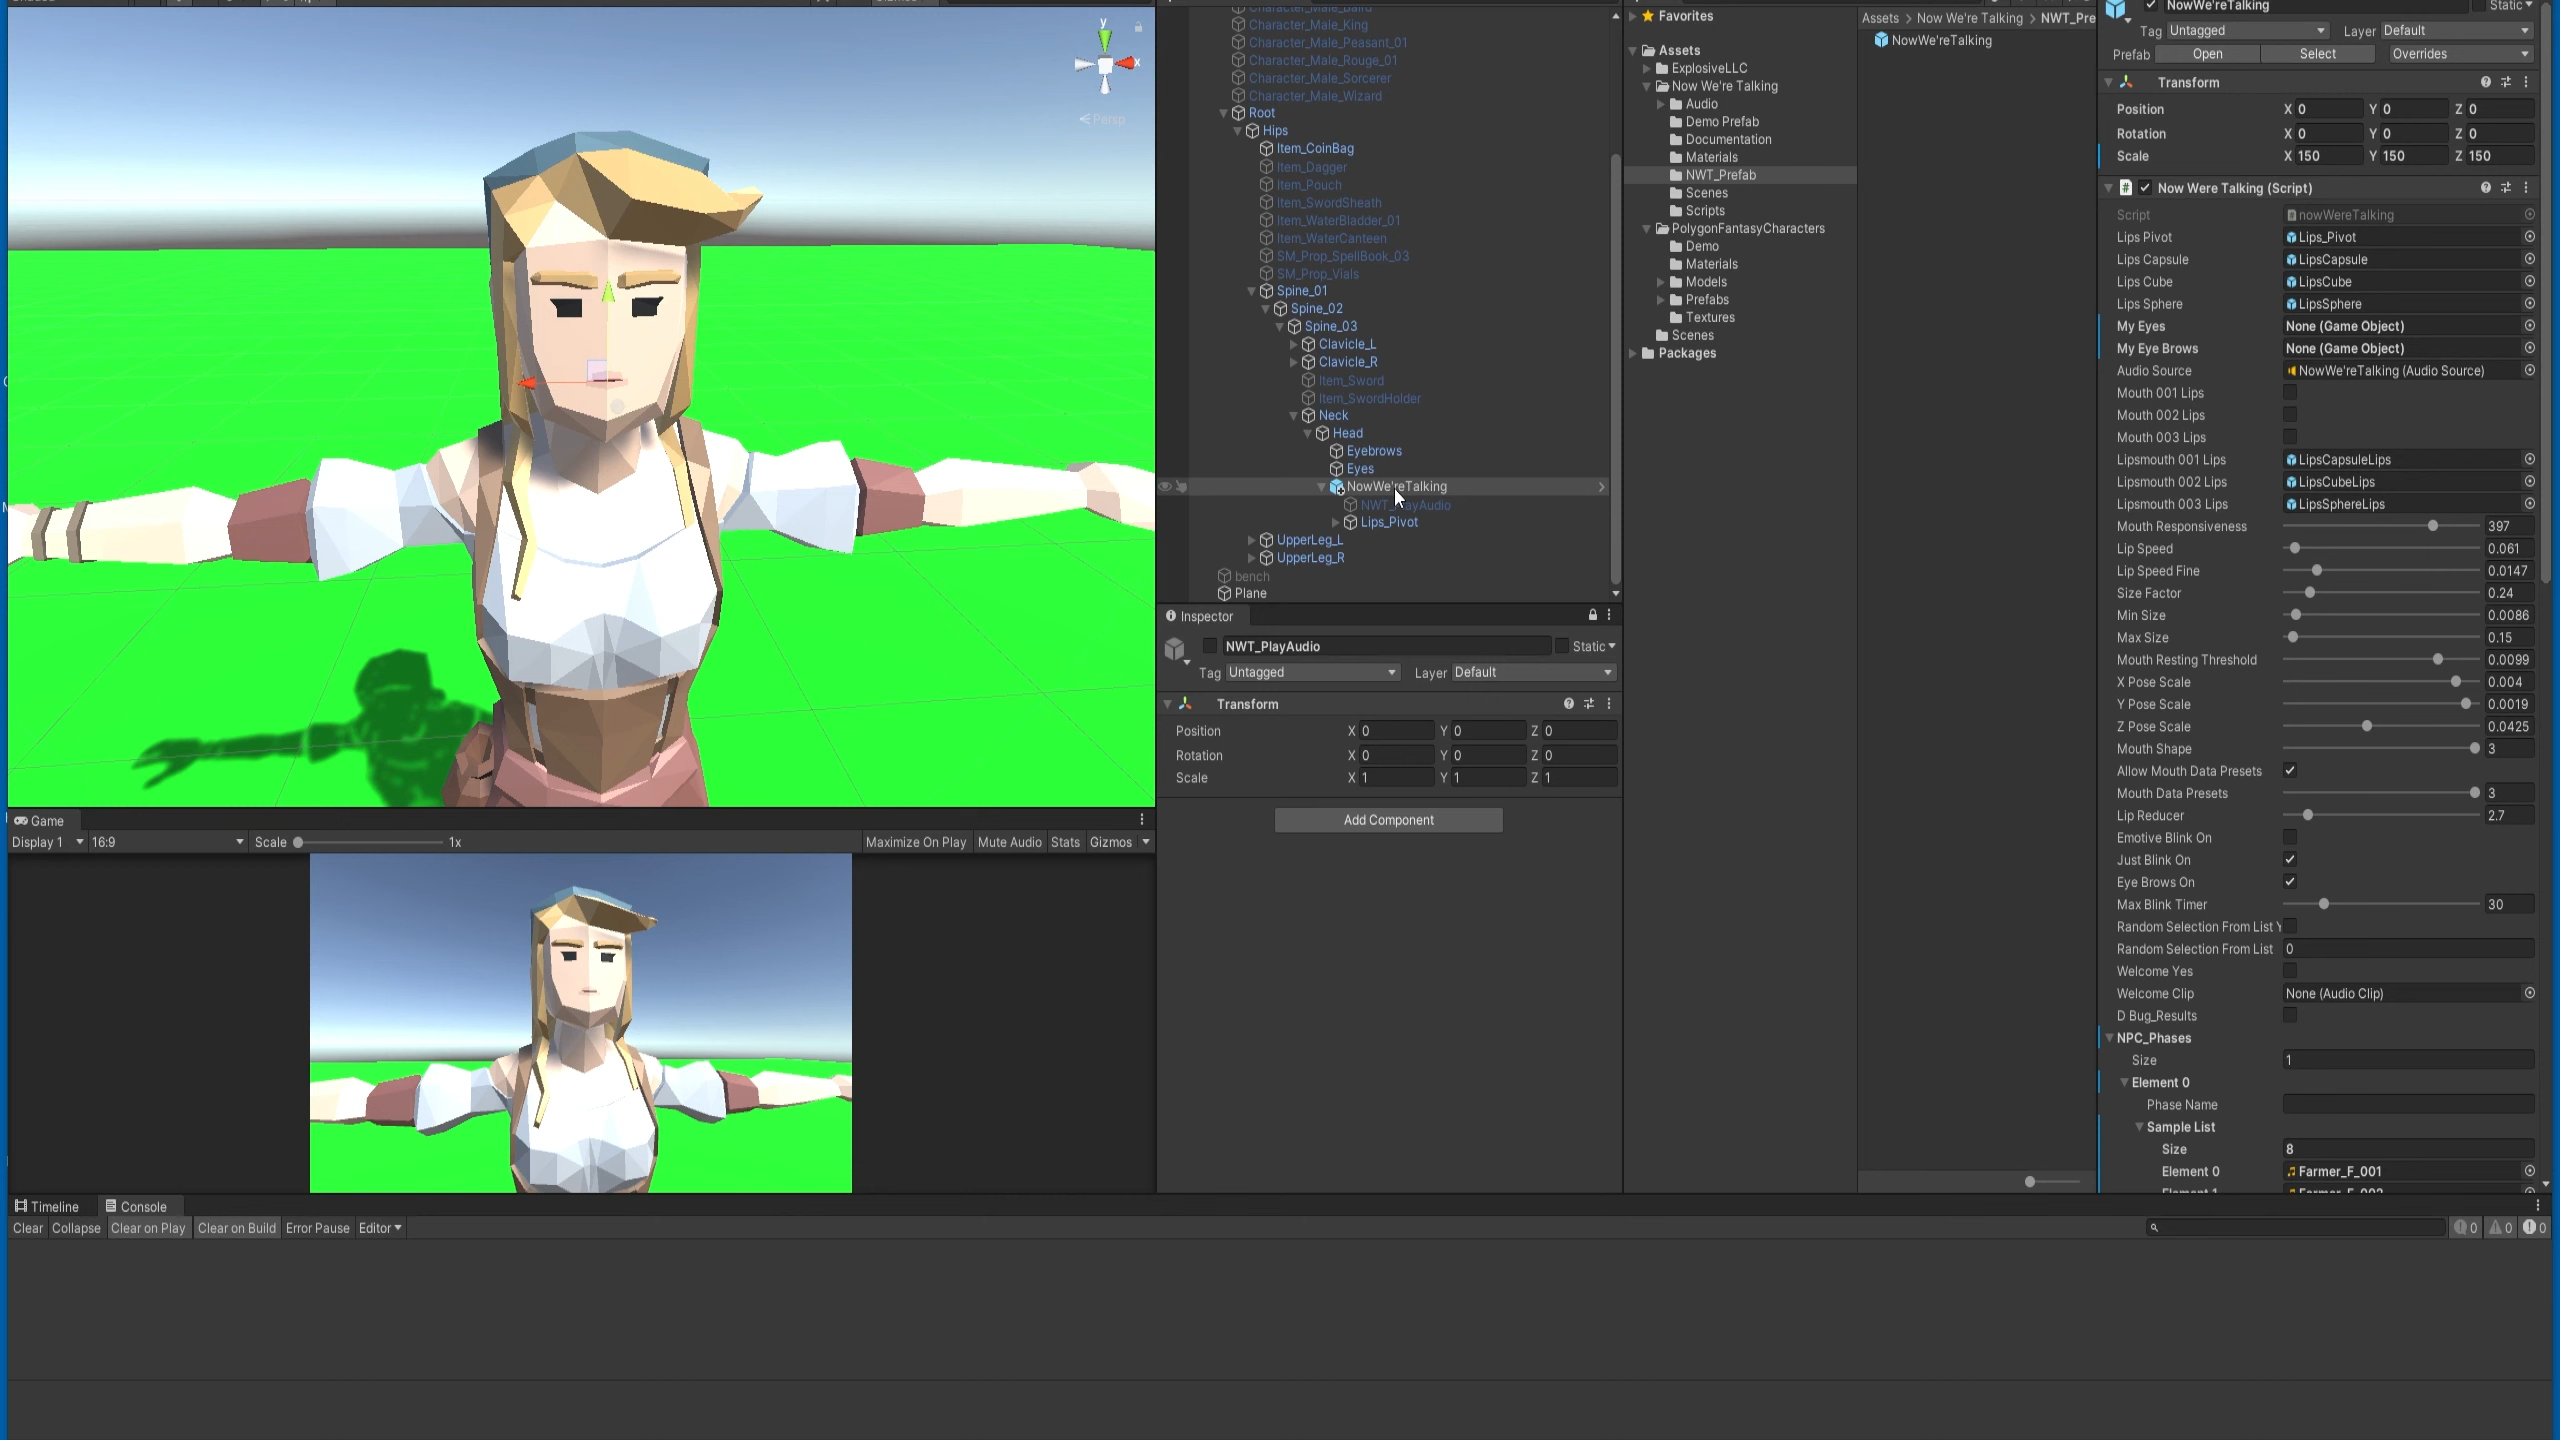 y
x
Persp
Character_Male_Baird
Character_Male_King
Character_Male_Peasant_01
Character_Male_Rouge_01
Character_Male_Sorcerer
Character_Male_Wizard
Root
Hips
Item_CoinBag
Item_Dagger
Item_Pouch
Item_SwordSheath
Item_WaterBladder_01
Item_WaterCanteen
SM_Prop_SpellBook_03
SM_Prop_Vials
Spine_01
Spine_02
Spine_03
Clavicle_L
Clavicle_R
Item_Sword
Item_SwordHolder
Neck
Head
Eyebrows
Eyes
NowWe'reTalking
NWT_PlayAudio
Lips_Pivot
UpperLeg_L
UpperLeg_R
bench
Plane
Inspector
NWT_PlayAudio
Static
Tag Untagged Layer Default
Transform
Position X 0 Y 0 Z 0
Rotation X 0 Y 0 Z 0
Scale X 1 Y 1 Z 1
Add Component
Favorites
Assets
ExplosiveLLC
Now We're Talking
Audio
Demo Prefab
Documentation
Materials
NWT_Prefab
Scenes
Scripts
PolygonFantasyCharacters
Demo
Materials
Models
Prefabs
Textures
Scenes
Packages
Assets > Now We're Talking > NWT_Pre
NowWe'reTalking
NowWe'reTalking
Static
Tag Untagged Layer Default
Prefab Open Select Overrides
Transform
Position X 0 Y 0 Z 0
Rotation X 0 Y 0 Z 0
Scale X 150 Y 150 Z 150
Now Were Talking (Script)
Script nowWereTalking
Lips Pivot Lips_Pivot
Lips Capsule LipsCapsule
Lips Cube LipsCube
Lips Sphere LipsSphere
My Eyes None (Game Object)
My Eye Brows None (Game Object)
Audio Source NowWe'reTalking (Audio Source)
Mouth 001 Lips
Mouth 002 Lips
Mouth 003 Lips
Lipsmouth 001 Lips LipsCapsuleLips
Lipsmouth 002 Lips LipsCubeLips
Lipsmouth 003 Lips LipsSphereLips
Mouth Responsiveness 397
Lip Speed 0.061
Lip Speed Fine 0.0147
Size Factor 0.24
Min Size 0.0086
Max Size 0.15
Mouth Resting Threshold 0.0099
X Pose Scale 0.004
Y Pose Scale 0.0019
Z Pose Scale 0.0425
Mouth Shape 3
Allow Mouth Data Presets
Mouth Data Presets 3
Lip Reducer 2.7
Emotive Blink On
Just Blink On
Eye Brows On
Max Blink Timer 30
Random Selection From List Y
Random Selection From List 0
Welcome Yes
Welcome Clip None (Audio Clip)
D Bug_Results
NPC_Phases
Size 1
Element 0
Phase Name
Sample List
Size 8
Element 0 Farmer_F_001
Game
Display 1 16:9 Scale 1x Maximize On Play Mute Audio Stats Gizmos
Timeline Console
Clear Collapse Clear on Play Clear on Build Error Pause Editor
0 0 0